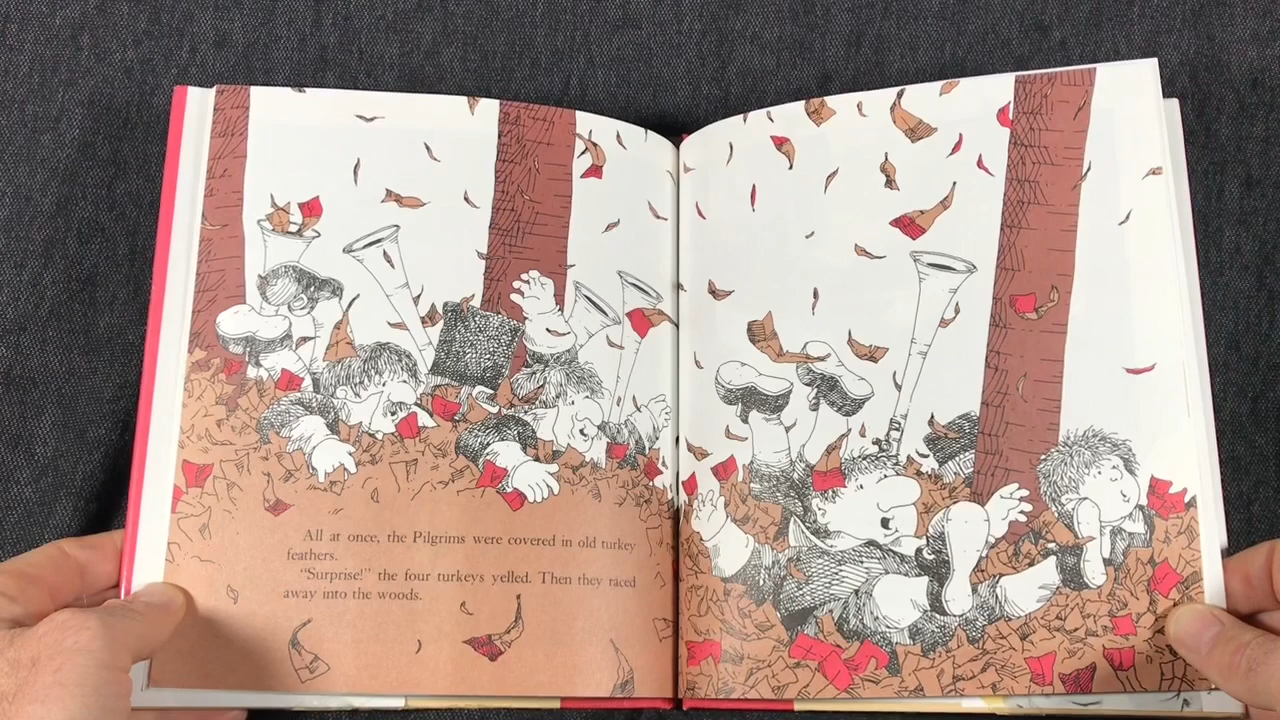 All at once, the Pilgrims were covered in old turkey
feathers.
"Surprise!" the four turkeys yelled. Then they raced
away into the woods.